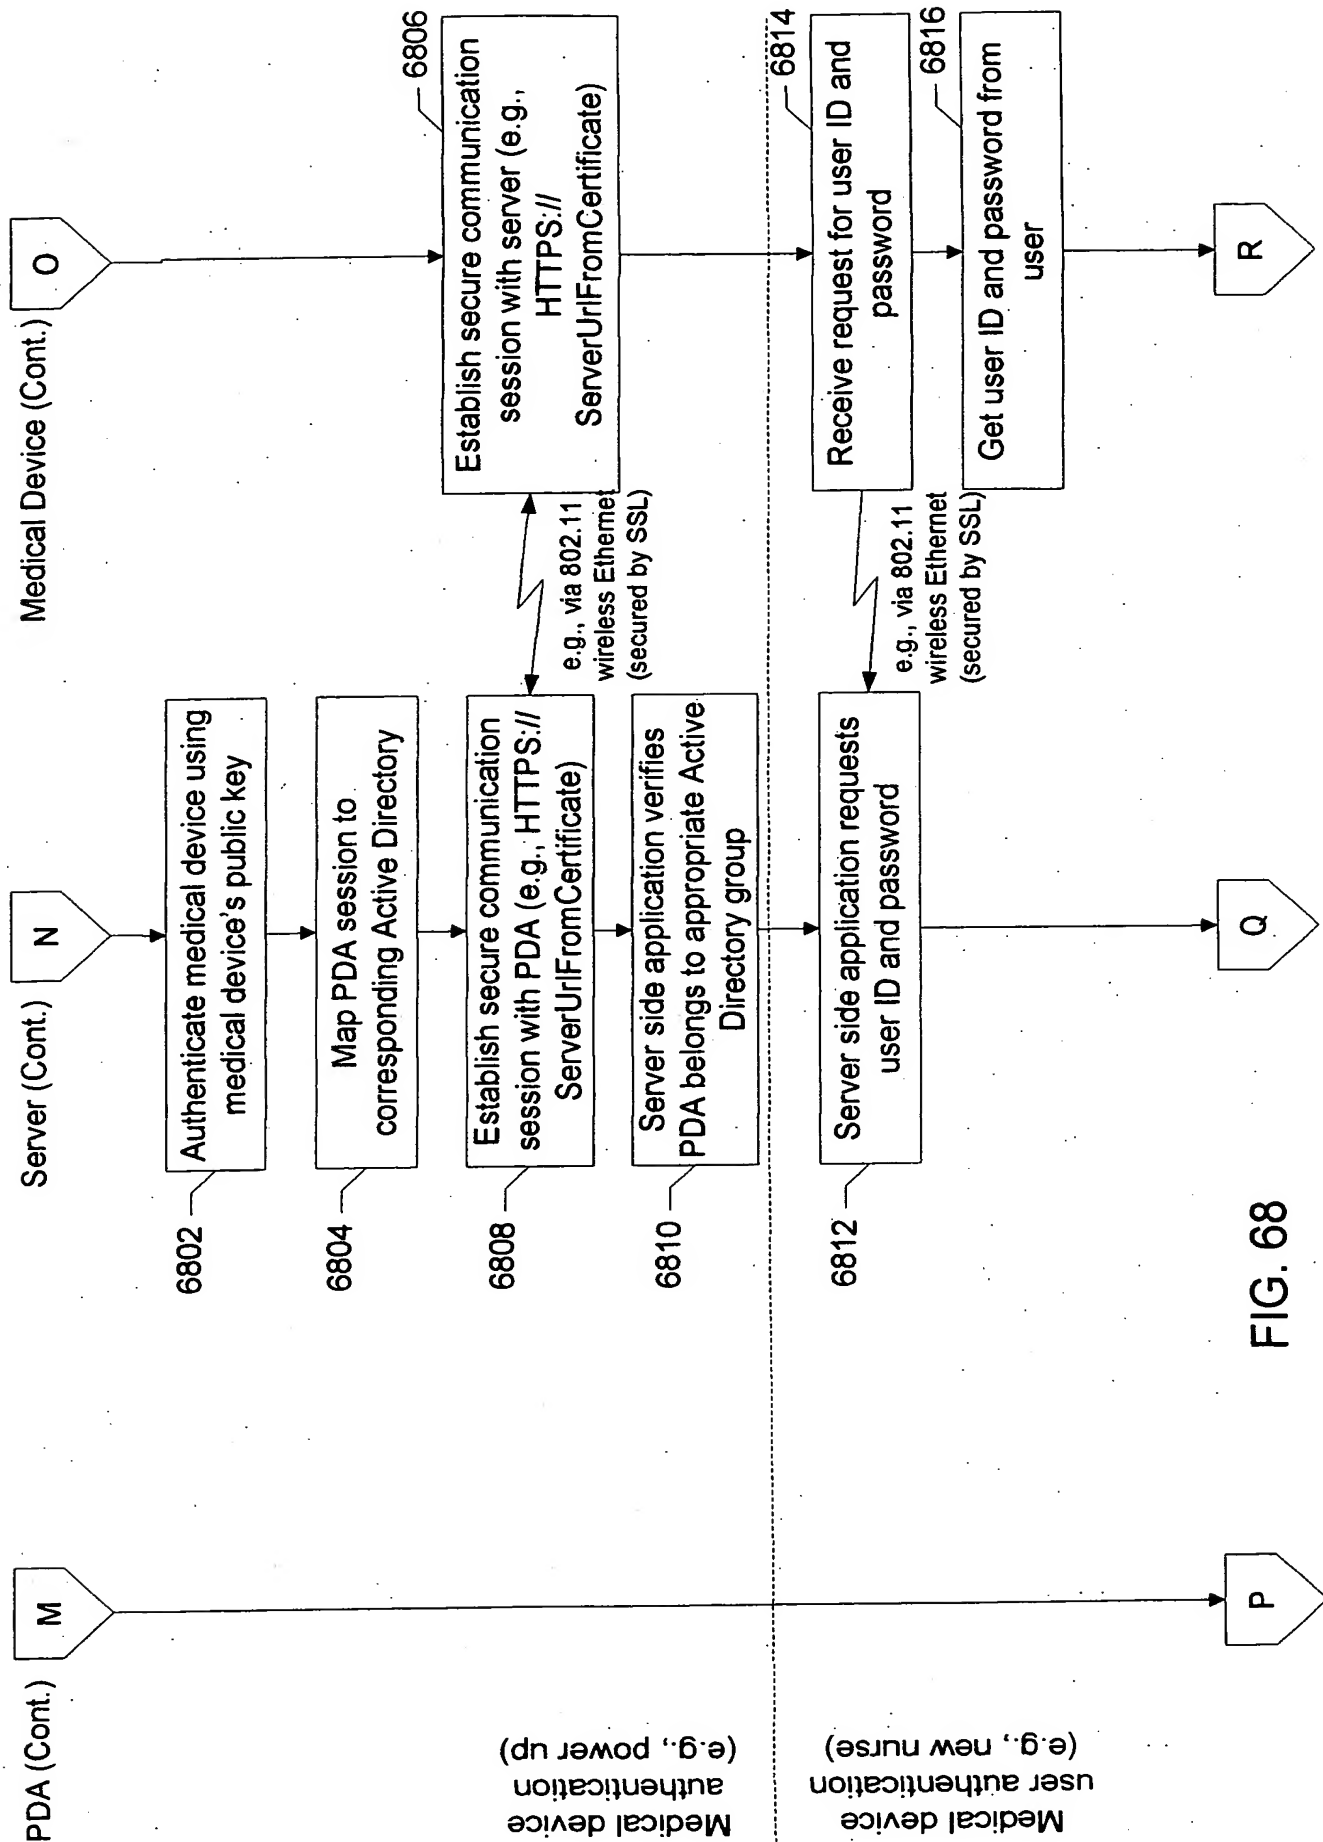 PDA (Cont.)
M
Server (Cont.)
N
Medical Device (Cont.)
O
6802
Authenticate medical device using
medical device's public key
6804
Map PDA session to
corresponding Active Directory
6806
Establish secure communication
session with server (e.g.,
HTTPS://
ServerUrlFromCertificate)
6808
Establish secure communication
session with PDA (e.g., HTTPS://
ServerUrlFromCertificate)
e.g., via 802.11
wireless Ethernet
(secured by SSL)
6810
Server side application verifies
PDA belongs to appropriate Active
Directory group
Medical device
authentication
(e.g., power up)
6812
Server side application requests
user ID and password
6814
Receive request for user ID and
password
e.g., via 802.11
wireless Ethernet
(secured by SSL)
6816
Get user ID and password from
user
Medical device
user authentication
(e.g., new nurse)
P
Q
R
FIG. 68